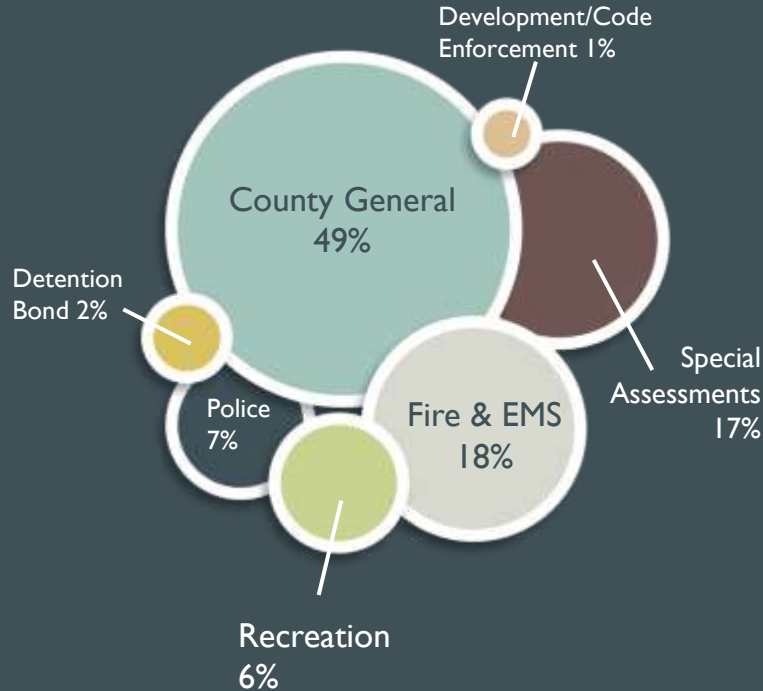 Development/Code
Enforcement 1%
County General
49%
Detention
Bond 2%
Special
Assessments
17%
Police
7%
Fire & EMS
18%
Recreation
6%